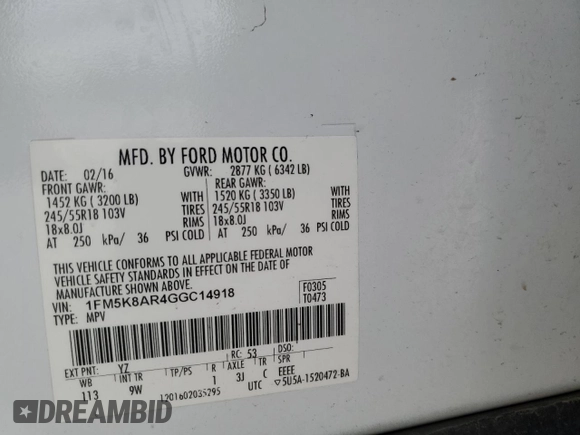 MFD. BY FORD MOTOR CO.
DATE: 02/16 GVWR: 2877 KG ( 6342 LB)
FRONT GAWR: REAR GAWR:
1452 KG ( 3200 LB) WITH 1520 KG ( 3350 LB) WITH
245/55R18 103V TIRES 245/55R18 103V TIRES
18x8.0J RIMS 18x8.0J RIMS
AT 250 kPa/ 36 PSI COLD AT 250 kPa/ 36 PSI COLD
THIS VEHICLE CONFORMS TO ALL APPLICABLE FEDERAL MOTOR
VEHICLE SAFETY STANDARDS IN EFFECT ON THE DATE OF
MANUFACTURE SHOWN ABOVE.
VIN: 1FM5K8AR4GGC14918 F0305
TYPE: MPV T0473
EXT PNT: YZ RC: 53 DSO:
WB INT TR TP/PS R AXLE TR SPR
113 9W 1 3J C EEEE
1201602035295 UTC ▽5U5A-1520472-BA
DREAMBID